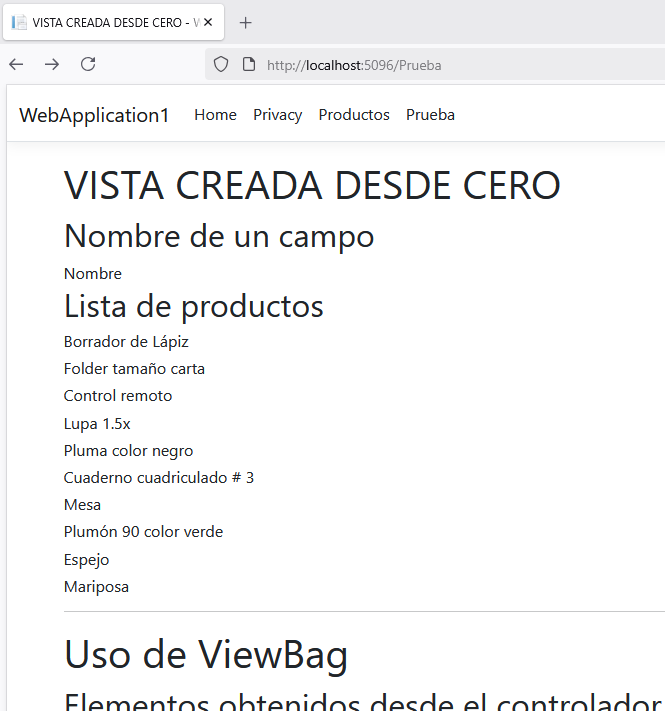 VISTA CREADA DESDE CERO - W
http://localhost:5096/Prueba
WebApplication1 Home Privacy Productos Prueba
VISTA CREADA DESDE CERO
Nombre de un campo
Nombre
Lista de productos
Borrador de Lápiz
Folder tamaño carta
Control remoto
Lupa 1.5x
Pluma color negro
Cuaderno cuadriculado # 3
Mesa
Plumón 90 color verde
Espejo
Mariposa
Uso de ViewBag
Elementos obtenidos desde el controlador